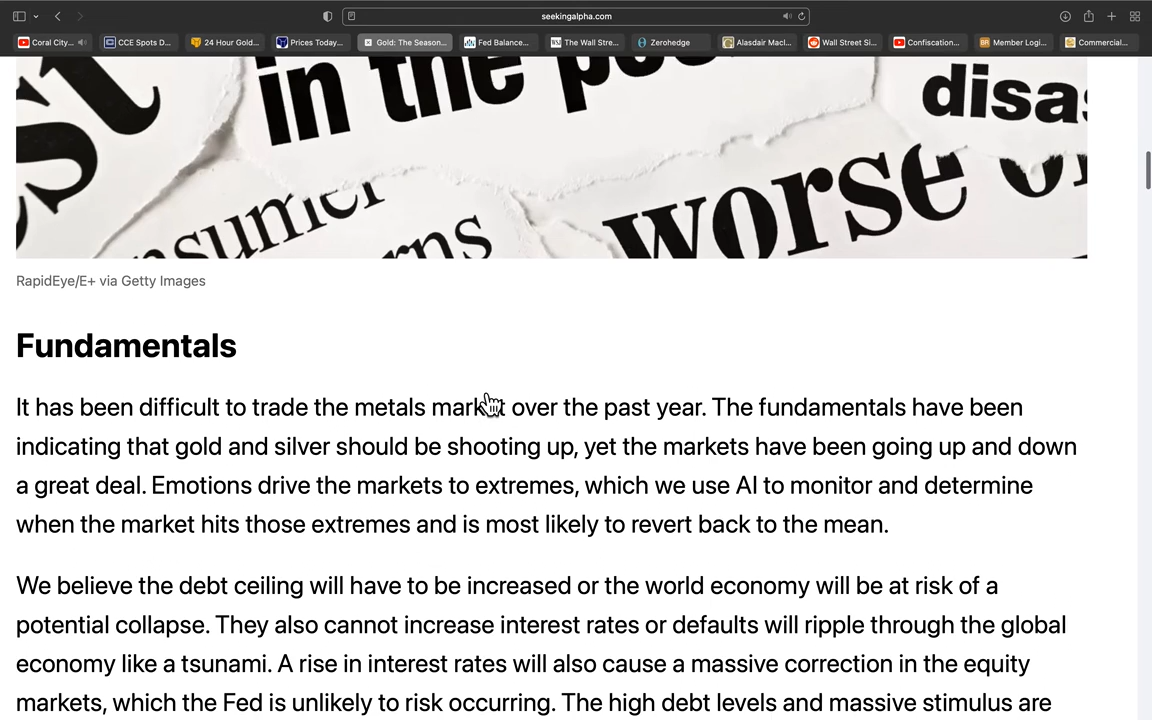 seekingalpha.com
Coral City...
CCE Spots D...
24 Hour Gold...
Prices Today...
Gold: The Season...
Fed Balance...
The Wall Stre...
Zerohedge
Alasdair Macl...
Wall Street Si...
Confiscation...
Member Logi...
Commercial...
in the
disas
worse or
RapidEye/E+ via Getty Images
Fundamentals
It has been difficult to trade the metals market over the past year. The fundamentals have been
indicating that gold and silver should be shooting up, yet the markets have been going up and down
a great deal. Emotions drive the markets to extremes, which we use AI to monitor and determine
when the market hits those extremes and is most likely to revert back to the mean.
We believe the debt ceiling will have to be increased or the world economy will be at risk of a
potential collapse. They also cannot increase interest rates or defaults will ripple through the global
economy like a tsunami. A rise in interest rates will also cause a massive correction in the equity
markets, which the Fed is unlikely to risk occurring. The high debt levels and massive stimulus are